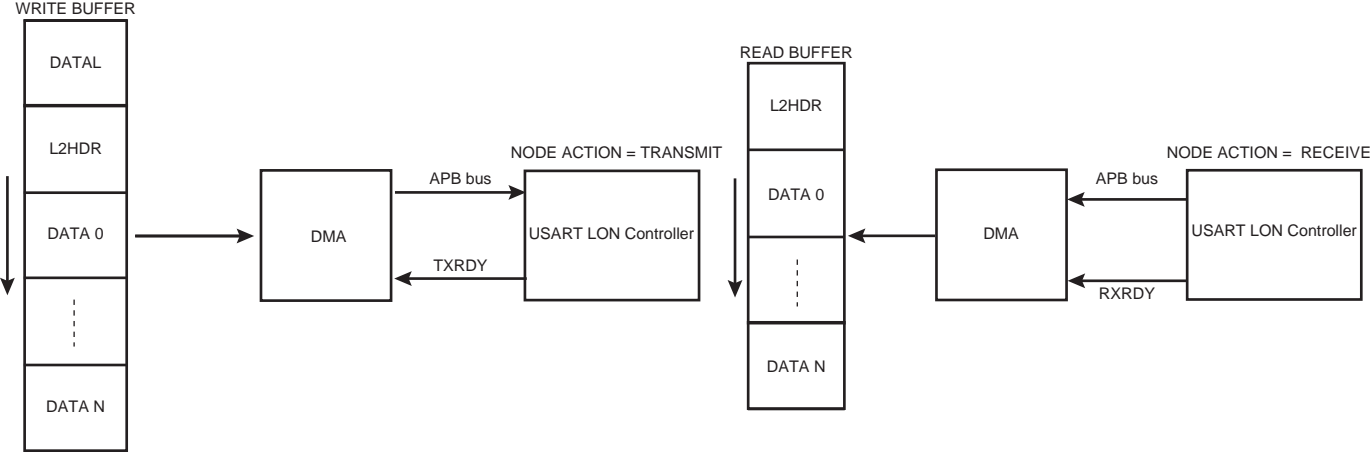 WRITE BUFFER
DATAL
L2HDR
DATA 0
DATA N
DMA
APB bus
TXRDY
NODE ACTION = TRANSMIT
USART LON Controller
READ BUFFER
L2HDR
DATA 0
DATA N
DMA
APB bus
RXRDY
NODE ACTION = RECEIVE
USART LON Controller